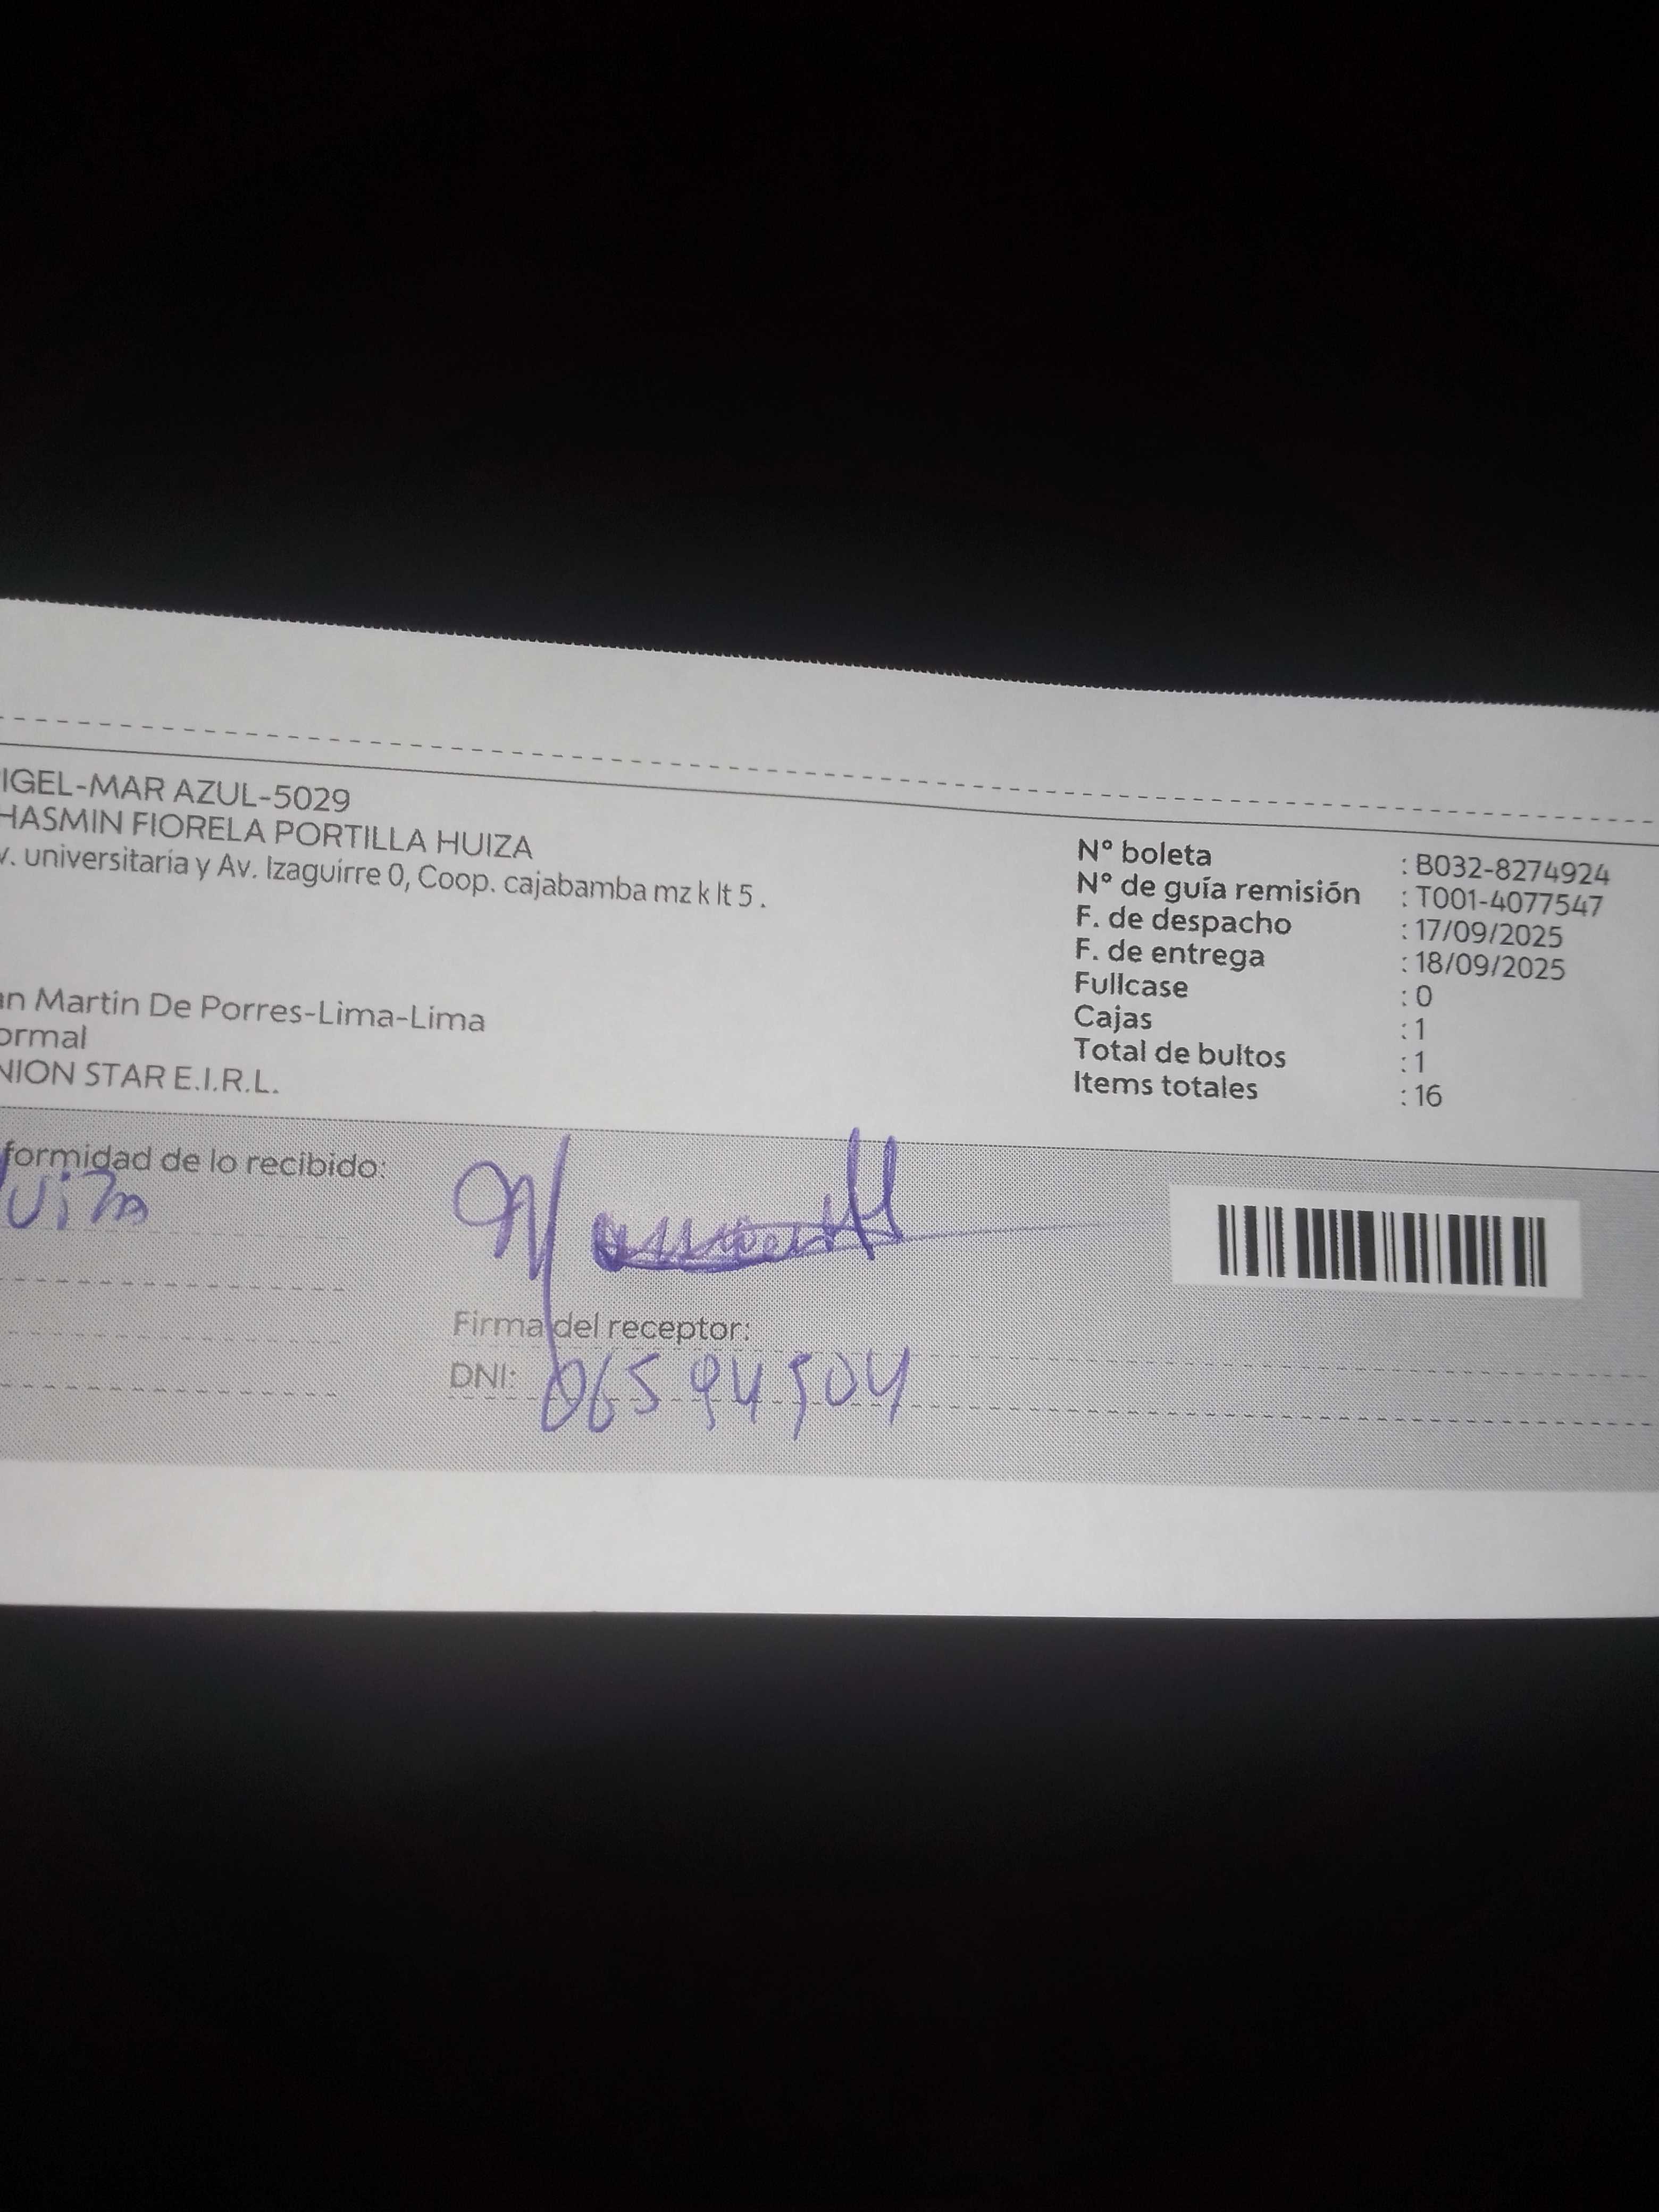 IGEL-MAR AZUL-5029
HASMIN FIORELA PORTILLA HUIZA
v. universitaria y Av. Izaguirre 0, Coop. cajabamba mz k lt 5 .
n Martin De Porres-Lima-Lima
ormal
NION STAR E.I.R.L.
N° boleta : B032-8274924
N° de guía remisión : T001-4077547
F. de despacho : 17/09/2025
F. de entrega : 18/09/2025
Fullcase : 0
Cajas : 1
Total de bultos : 1
Items totales : 16
formidad de lo recibido:
uiza
Firma del receptor:
DNI: 06594504